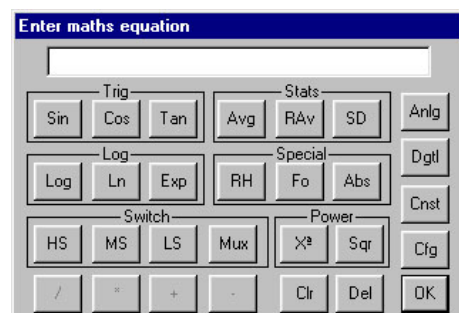 Enter maths equation
Trig Stats
Sin Cos Tan Avg RAv SD Anlg
Log Special Dgtl
Log Ln Exp RH Fo Abs
Switch Power Cnst
HS MS LS Mux Xª Sqr Cfg
/ * + - Clr Del OK